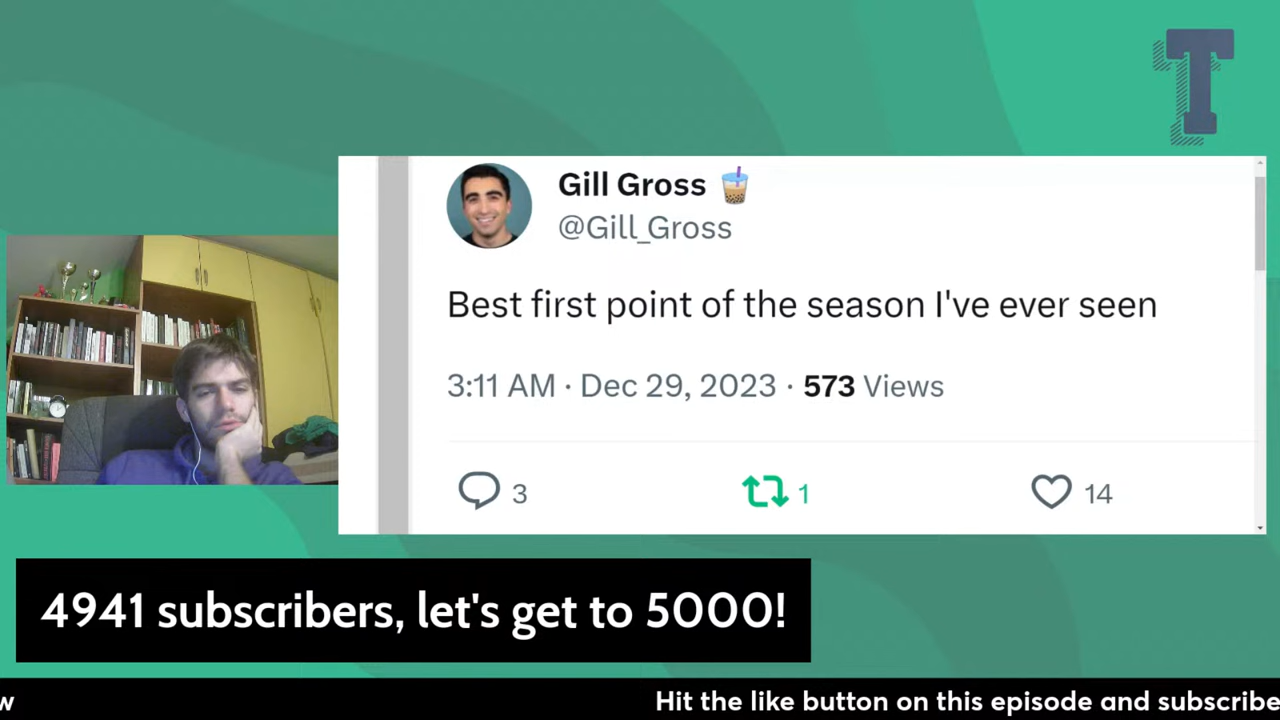 T
Gill Gross 🧋
@Gill_Gross
Best first point of the season I've ever seen
3:11 AM · Dec 29, 2023 · 573 Views
3 1 14
4941 subscribers, let's get to 5000!
w Hit the like button on this episode and subscribe